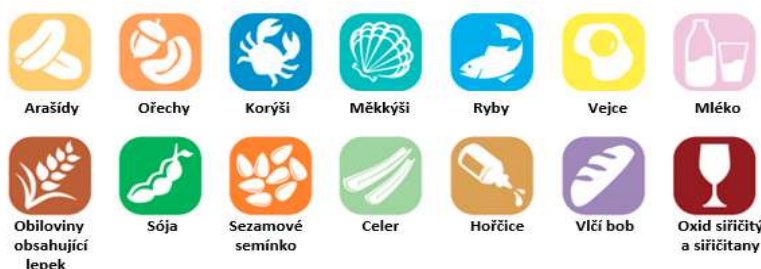 Arašídy
Ořechy
Korýši
Měkkýši
Ryby
Vejce
Mléko
Obiloviny
obsahující
lepek
Sója
Sezamové
semínko
Celer
Hořčice
Vlčí bob
Oxid siřičitý
a siřičitany